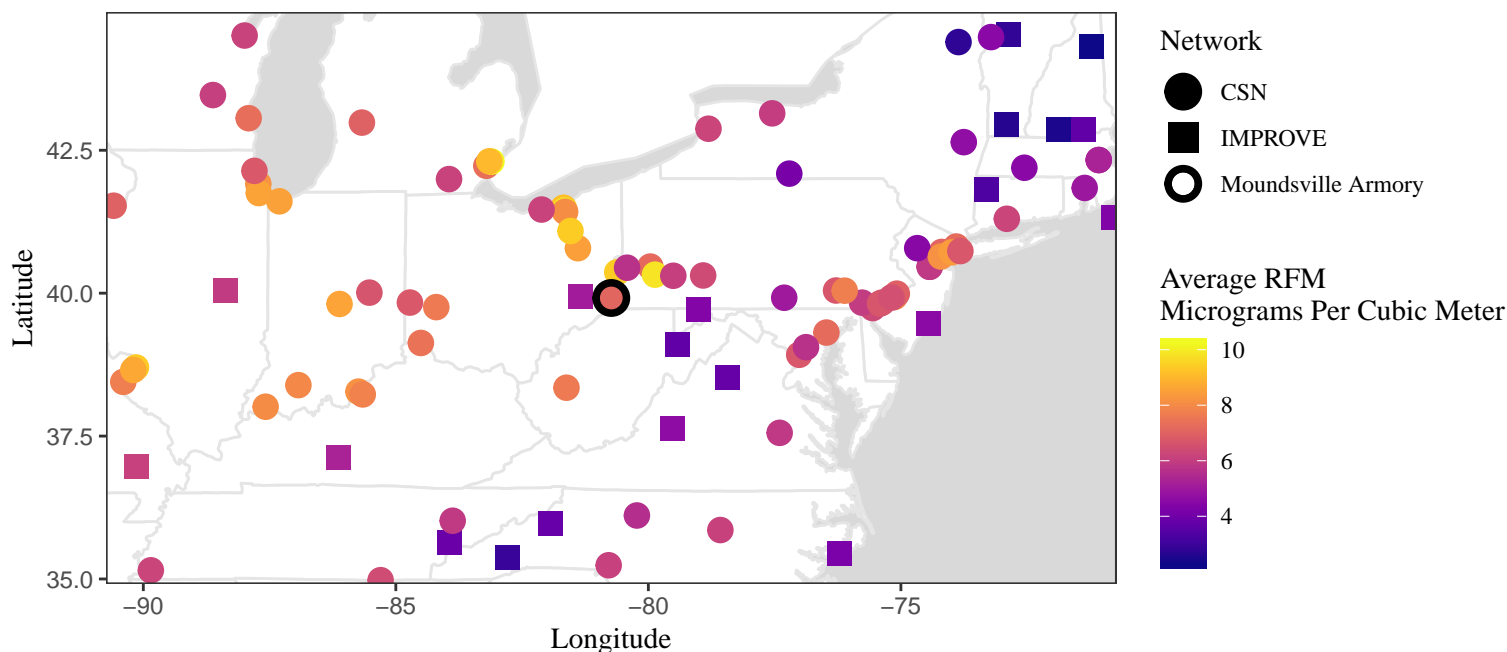 42.5
40.0
37.5
35.0
Latitude
−90
−85
−80
−75
Longitude
Network
CSN
IMPROVE
Moundsville Armory
Average RFM
Micrograms Per Cubic Meter
10
8
6
4